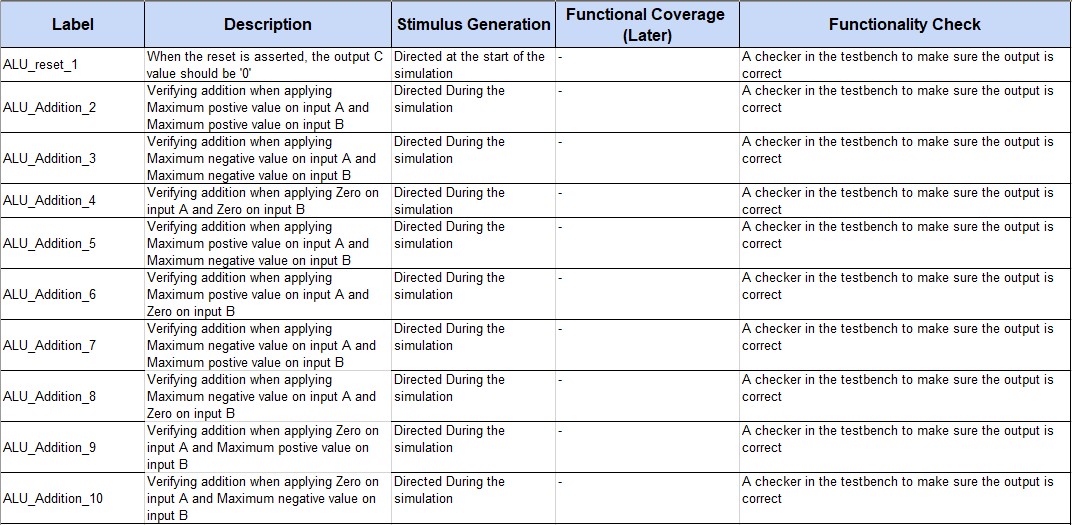 Label
Description
Stimulus Generation
Functional Coverage
(Later)
Functionality Check
ALU_reset_1
When the reset is asserted, the output C
value should be '0'
Directed at the start of the
simulation
-
A checker in the testbench to make sure the output is
correct
ALU_Addition_2
Verifying addition when applying
Maximum postive value on input A and
Maximum postive value on input B
Directed During the
simulation
-
A checker in the testbench to make sure the output is
correct
ALU_Addition_3
Verifying addition when applying
Maximum negative value on input A and
Maximum negative value on input B
Directed During the
simulation
-
A checker in the testbench to make sure the output is
correct
ALU_Addition_4
Verifying addition when applying Zero on
input A and Zero on input B
Directed During the
simulation
-
A checker in the testbench to make sure the output is
correct
ALU_Addition_5
Verifying addition when applying
Maximum postive value on input A and
Maximum negative value on input B
Directed During the
simulation
-
A checker in the testbench to make sure the output is
correct
ALU_Addition_6
Verifying addition when applying
Maximum postive value on input A and
Zero on input B
Directed During the
simulation
-
A checker in the testbench to make sure the output is
correct
ALU_Addition_7
Verifying addition when applying
Maximum negative value on input A and
Maximum postive value on input B
Directed During the
simulation
-
A checker in the testbench to make sure the output is
correct
ALU_Addition_8
Verifying addition when applying
Maximum negative value on input A and
Zero on input B
Directed During the
simulation
-
A checker in the testbench to make sure the output is
correct
ALU_Addition_9
Verifying addition when applying Zero on
input A and Maximum postive value on
input B
Directed During the
simulation
-
A checker in the testbench to make sure the output is
correct
ALU_Addition_10
Verifying addition when applying Zero on
input A and Maximum negative value on
input B
Directed During the
simulation
-
A checker in the testbench to make sure the output is
correct